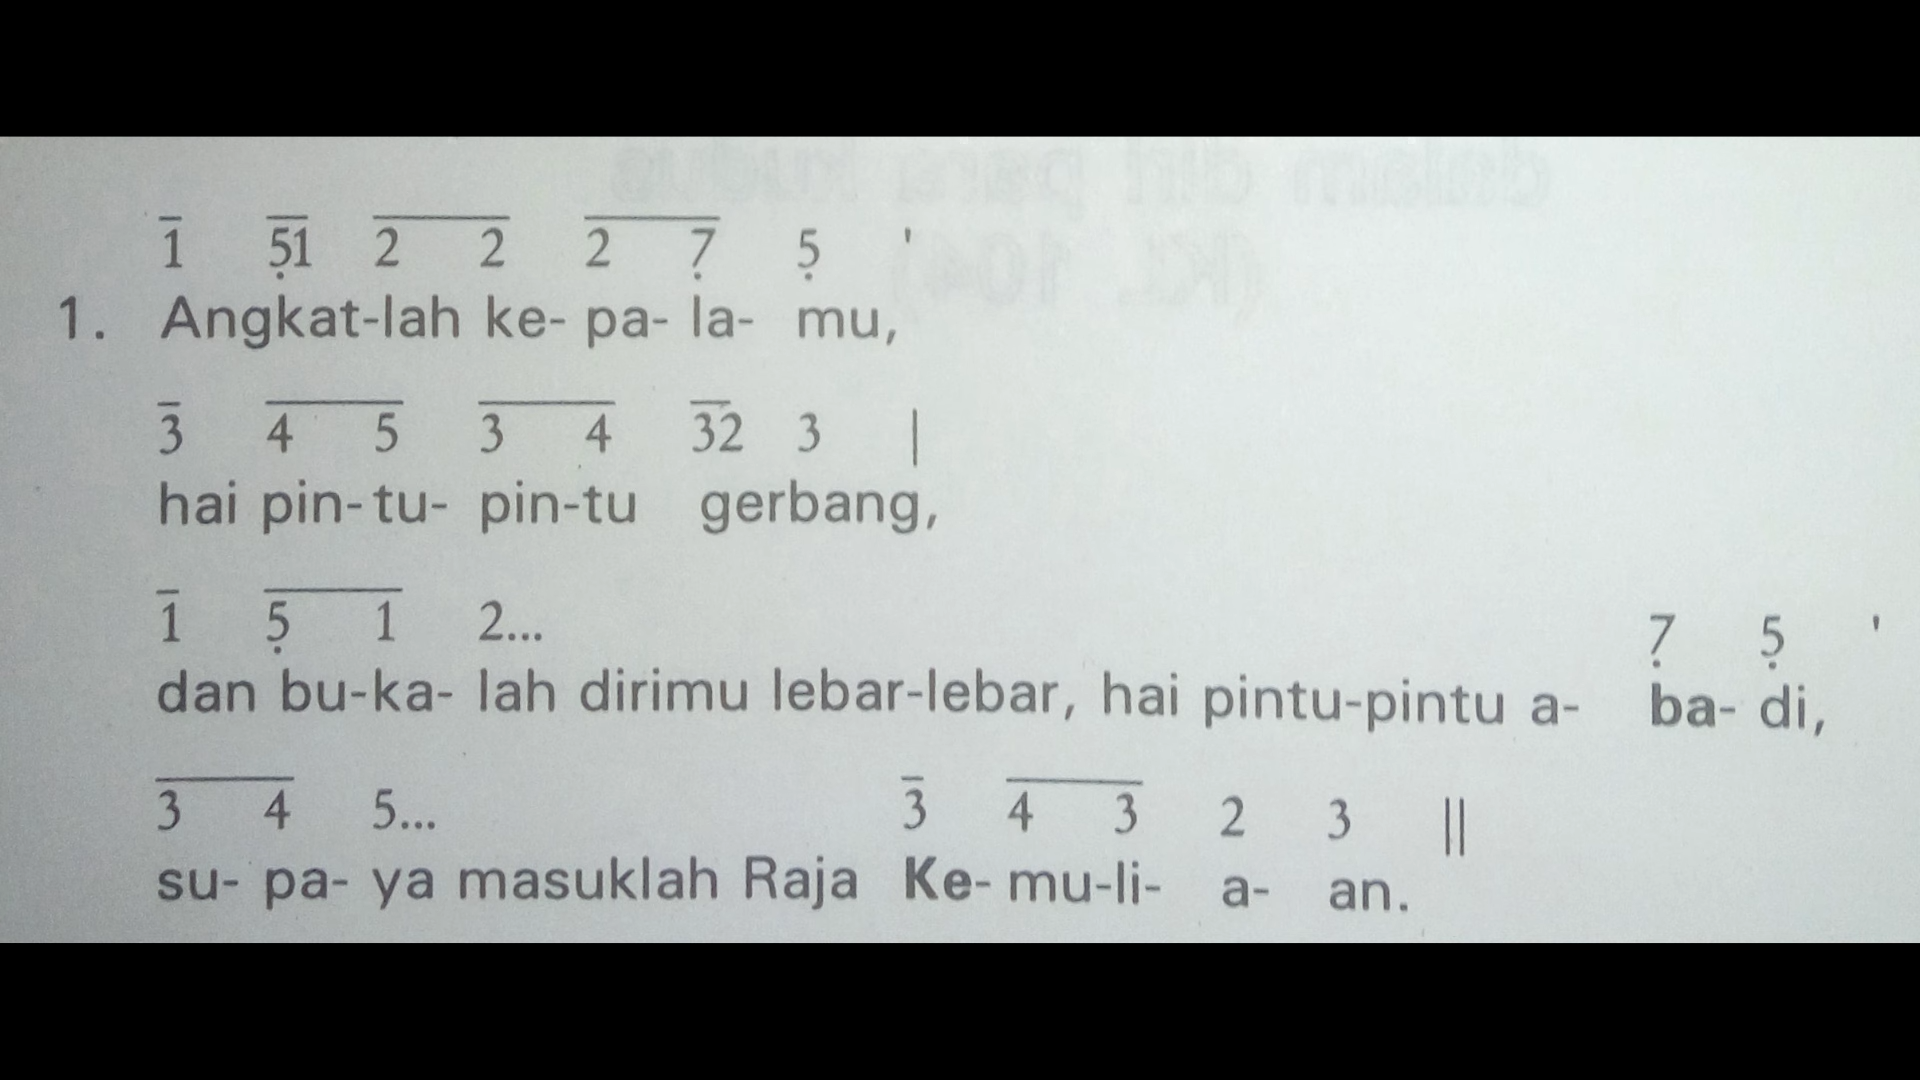 1 51 2 2 2 7 5 '
1. Angkat-lah ke- pa- la- mu,
3 4 5 3 4 32 3 |
hai pin-tu- pin-tu gerbang,
1 5 1 2... 7 5 '
dan bu-ka- lah dirimu lebar-lebar, hai pintu-pintu a- ba- di,
3 4 5... 3 4 3 2 3 ||
su- pa- ya masuklah Raja Ke- mu-li- a- an.